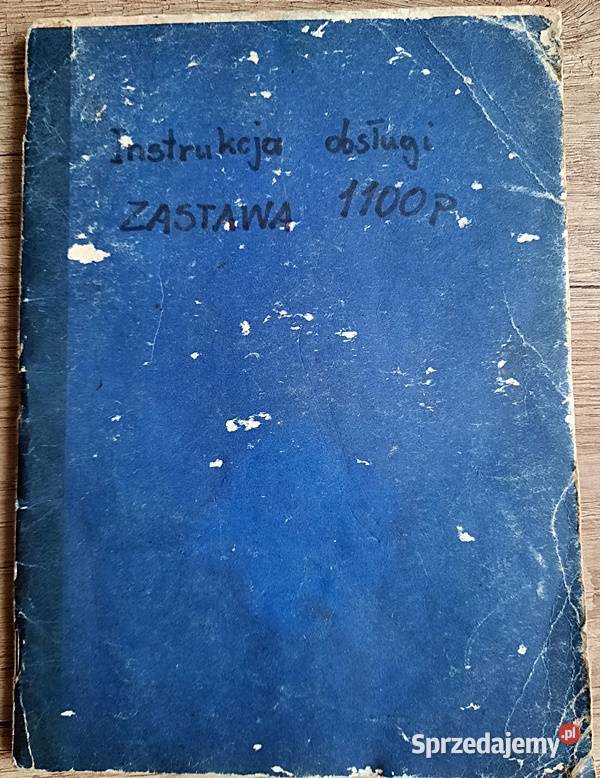 Instrukcja obsługi
ZASTAWA 1100p
Sprzedajemy.pl